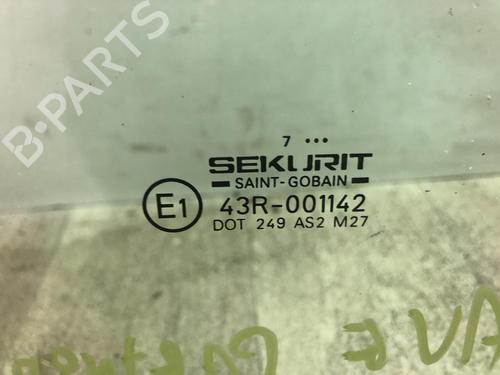 B-PARTS
7 •••
SEKURIT
SAINT-GOBAIN
E1 43R-001142
DOT 249 AS2 M27